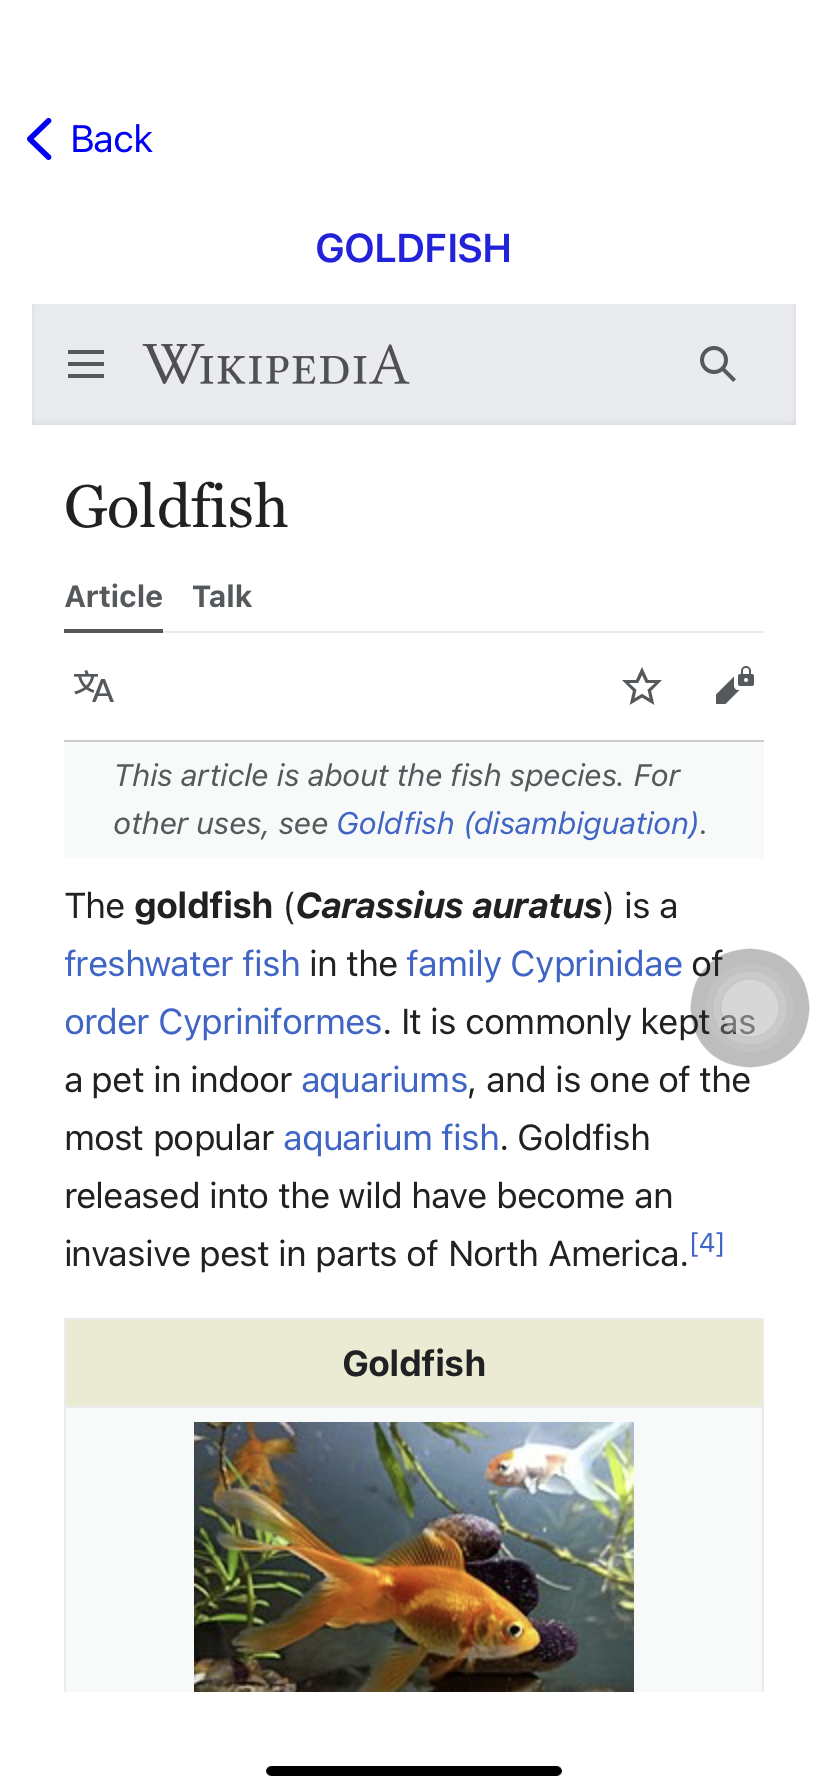 Back
GOLDFISH
WIKIPEDIA
Goldfish
Article Talk
文A
This article is about the fish species. For
other uses, see Goldfish (disambiguation).
The goldfish (Carassius auratus) is a
freshwater fish in the family Cyprinidae of
order Cypriniformes. It is commonly kept as
a pet in indoor aquariums, and is one of the
most popular aquarium fish. Goldfish
released into the wild have become an
invasive pest in parts of North America.[4]
Goldfish